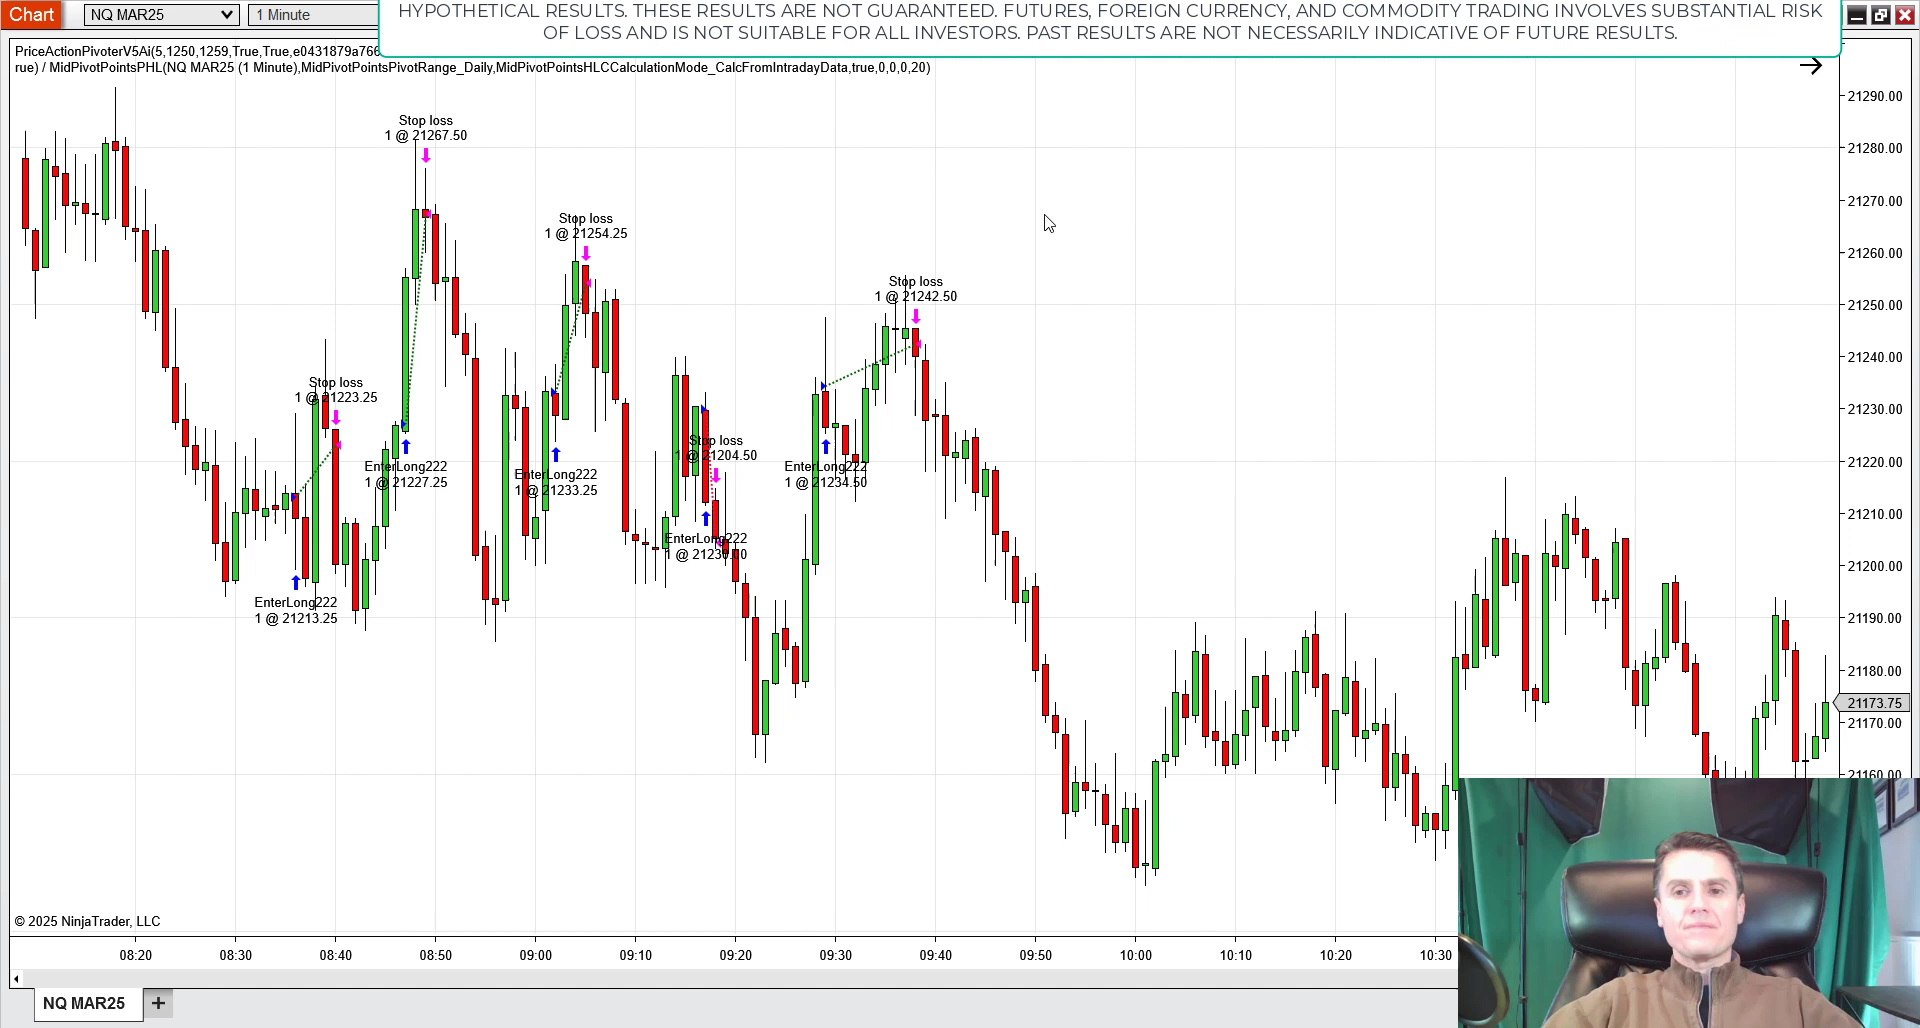 Chart
NQ MAR25
1 Minute
HYPOTHETICAL RESULTS. THESE RESULTS ARE NOT GUARANTEED. FUTURES, FOREIGN CURRENCY, AND COMMODITY TRADING INVOLVES SUBSTANTIAL RISK
OF LOSS AND IS NOT SUITABLE FOR ALL INVESTORS. PAST RESULTS ARE NOT NECESSARILY INDICATIVE OF FUTURE RESULTS.
PriceActionPivoterV5Ai(5,1250,1259,True,True,e0431879a766
rue) / MidPivotPointsPHL(NQ MAR25 (1 Minute),MidPivotPointsPivotRange_Daily,MidPivotPointsHLCCalculationMode_CalcFromIntradayData,true,0,0,0,20)
Stop loss
1 @ 21267.50
Stop loss
1 @ 21254.25
Stop loss
1 @ 21242.50
Stop loss
1 @ 21223.25
Stop loss
1 @ 21204.50
EnterLong222
1 @ 21227.25
EnterLong222
1 @ 21233.25
EnterLong222
1 @ 21234.50
EnterLong222
1 @ 21230.00
EnterLong222
1 @ 21213.25
21290.00
21280.00
21270.00
21260.00
21250.00
21240.00
21230.00
21220.00
21210.00
21200.00
21190.00
21180.00
21173.75
21170.00
21160.00
© 2025 NinjaTrader, LLC
08:20
08:30
08:40
08:50
09:00
09:10
09:20
09:30
09:40
09:50
10:00
10:10
10:20
10:30
NQ MAR25
+